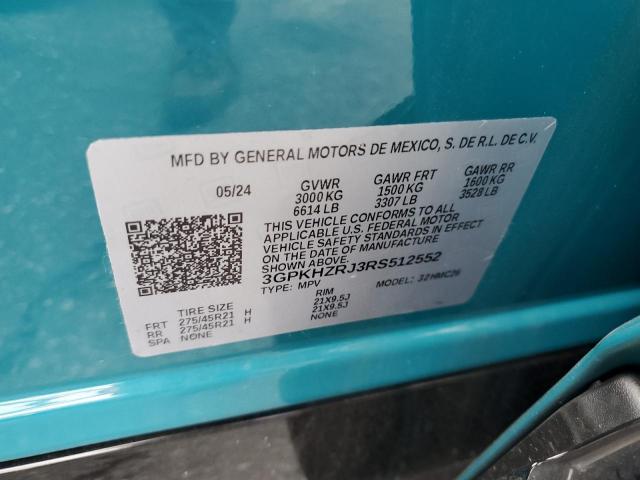 MFD BY GENERAL MOTORS DE MEXICO, S. DE R.L. DE C.V.
05/24 GVWR GAWR FRT GAWR RR
3000 KG 1500 KG 1600 KG
6614 LB 3307 LB 3528 LB
THIS VEHICLE CONFORMS TO ALL
APPLICABLE U.S. FEDERAL MOTOR
VEHICLE SAFETY STANDARDS IN EFFECT
ON THE DATE OF MANUFACTURE
SHOWN ABOVE.
3GPKHZRJ3RS512552
TYPE: MPV MODEL: 32HMC26
TIRE SIZE RIM
FRT 275/45R21 H 21X9.5J
RR 275/45R21 H 21X9.5J
SPA NONE NONE